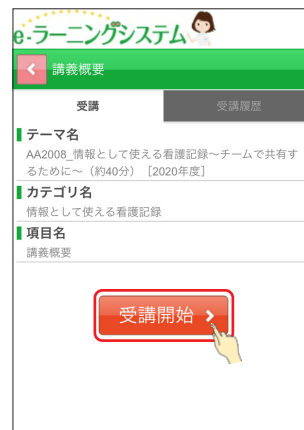 e-ラーニングシステム
講義概要
受講
受講履歴
テーマ名
AA2008_情報として使える看護記録～チームで共有す
るために～（約40分）［2020年度］
カテゴリ名
情報として使える看護記録
項目名
講義概要
受講開始